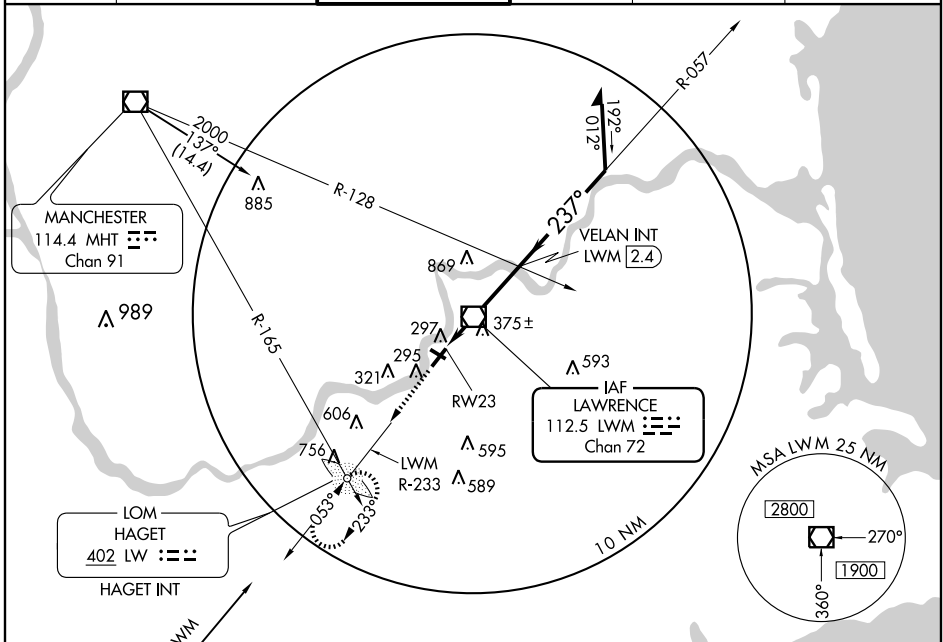 R-057
192°
012°
2000
137°
(14.4)
885
R-128
237°
VELAN INT
LWM 2.4
MANCHESTER
114.4 MHT
Chan 91
869
989
R-165
297
375±
295
321
593
RW23
IAF
LAWRENCE
112.5 LWM
Chan 72
606
595
756
LWM
R-233
589
053°
233°
10 NM
LOM
HAGET
402 LW
HAGET INT
MSA LWM 25 NM
2800
270°
1900
360°
WM